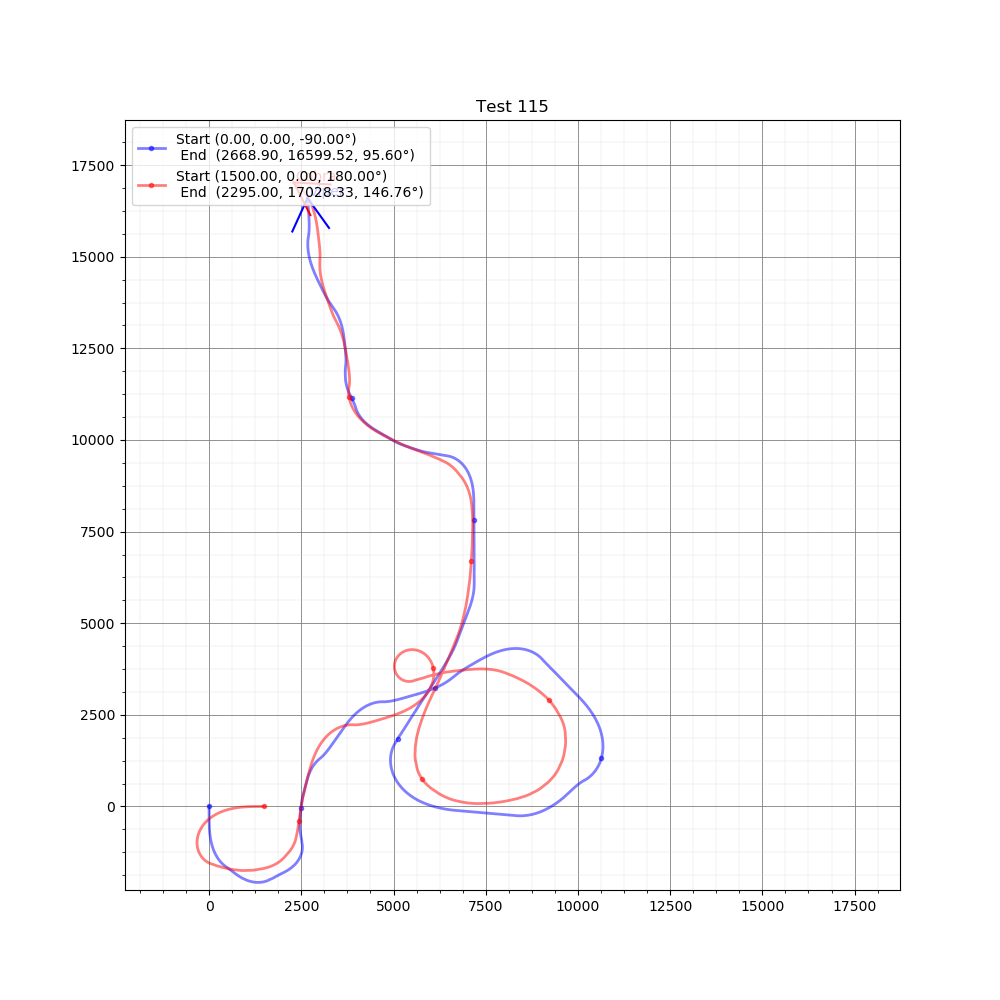 Test 115
Start (0.00, 0.00, -90.00°)
End (2668.90, 16599.52, 95.60°)
Start (1500.00, 0.00, 180.00°)
End (2295.00, 17028.33, 146.76°)
17500
15000
12500
10000
7500
5000
2500
0
0 2500 5000 7500 10000 12500 15000 17500